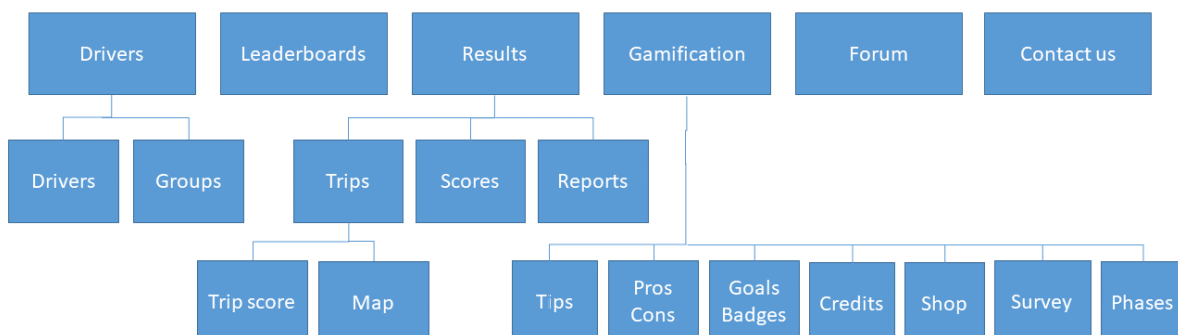 Drivers
Leaderboards
Results
Gamification
Forum
Contact us
Drivers
Groups
Trips
Scores
Reports
Trip score
Map
Tips
Pros
Cons
Goals
Badges
Credits
Shop
Survey
Phases